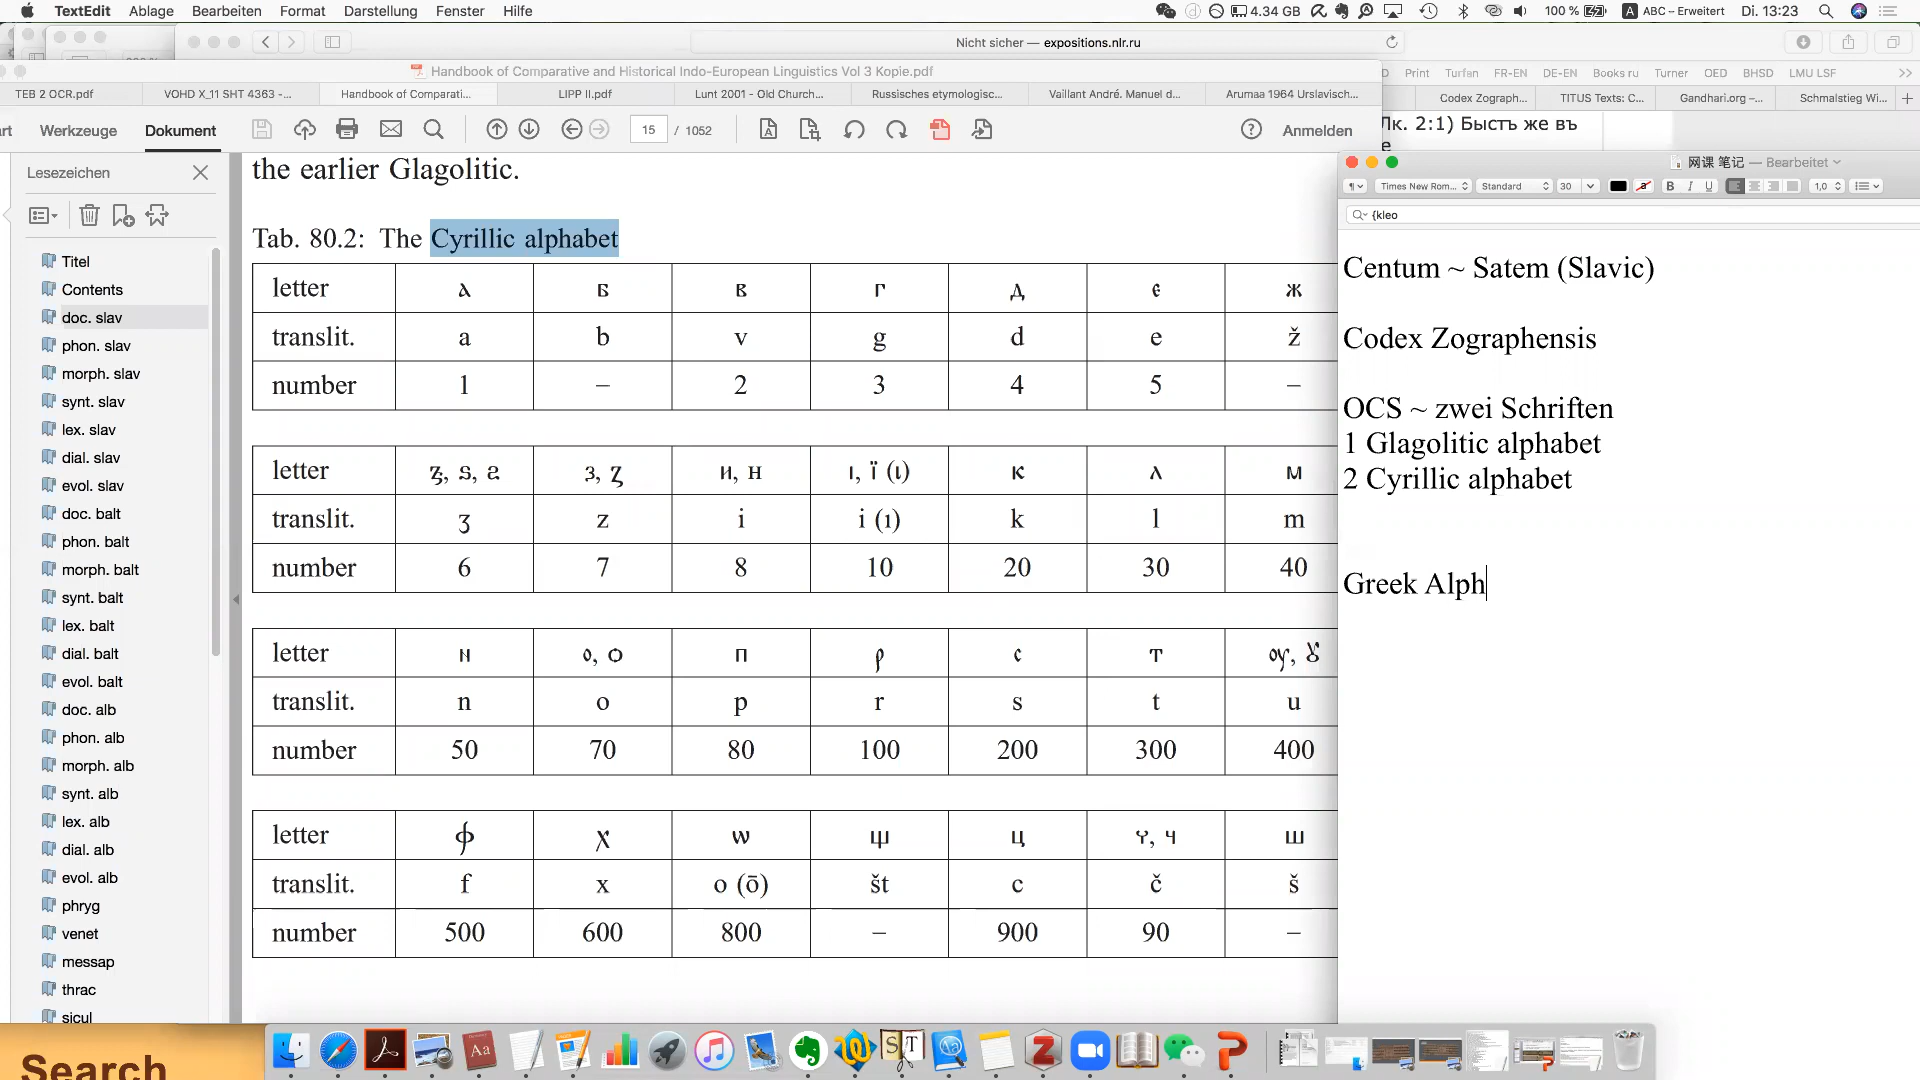 TextEdit Ablage Bearbeiten Format Darstellung Fenster Hilfe 4.34 GB 100 % ABC – Erweitert Di. 13:23
Nicht sicher — expositions.nlr.ru
Handbook of Comparative and Historical Indo-European Linguistics Vol 3 Kopie.pdf
Print Turfan FR-EN DE-EN Books ru Turner OED BHSD LMU LSF
TEB 2 OCR.pdf VOHD X_11 SHT 4363 -... Handbook of Comparati... LIPP II.pdf Lunt 2001 - Old Church... Russisches etymologisc... Vaillant André. Manuel d... Arumaa 1964 Urslavisch...
Codex Zograph... TITUS Texts: C... Gandhari.org –... Schmalstieg Wi...
Werkzeuge Dokument 15 / 1052 Anmelden
Лк. 2:1) Бысть же въ
е
Lesezeichen
Titel
Contents
doc. slav
phon. slav
morph. slav
synt. slav
lex. slav
dial. slav
evol. slav
doc. balt
phon. balt
morph. balt
synt. balt
lex. balt
dial. balt
evol. balt
doc. alb
phon. alb
morph. alb
synt. alb
lex. alb
dial. alb
evol. alb
phryg
venet
messap
thrac
sicul
the earlier Glagolitic.
Tab. 80.2: The Cyrillic alphabet
letter а б в г д є ж
translit. a b v g d e ž
number 1 – 2 3 4 5 –
letter ꙃ, ѕ, ꙅ з, ꙁ и, н ı, ї (ι) к л м
translit. ʒ z i i (ı) k l m
number 6 7 8 10 20 30 40
letter н о, ѻ п р с т оу, ꙋ
translit. n o p r s t u
number 50 70 80 100 200 300 400
letter ф х ѡ щ ц ҁ, ч ш
translit. f x o (ō) št c č š
number 500 600 800 – 900 90 –
网课 笔记 — Bearbeitet
Times New Rom... Standard 30 B I U 1,0
{kleo
Centum ~ Satem (Slavic)
Codex Zographensis
OCS ~ zwei Schriften
1 Glagolitic alphabet
2 Cyrillic alphabet
Greek Alph
Search